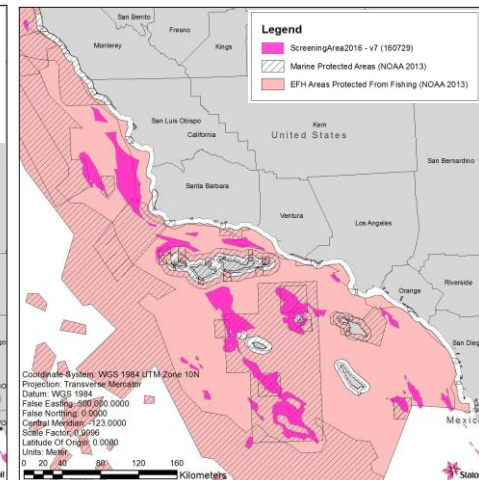 Legend
ScreeningArea2016 - v7 (160729)
Marine Protected Areas (NOAA 2013)
EFH Areas Protected From Fishing (NOAA 2013)
San Benito
Fresno
Monterey
Kings
San Luis Obispo
Kern
California
United States
San Bernardino
Santa Barbara
Ventura
Los Angeles
Riverside
Orange
San Dieg
Mexico
Coordinate System: WGS 1984 UTM Zone 10N
Projection: Transverse Mercator
Datum: WGS 1984
False Easting: 500,000.0000
False Northing: 0.0000
Central Meridian: -123.0000
Scale Factor: 0.9996
Latitude Of Origin: 0.0000
Units: Meter
0 20 40 80 120 160
Kilometers
Statoi